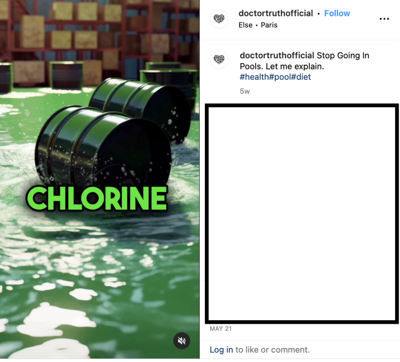 CHLORINE
doctortruthofficial • Follow
Else • Paris
doctortruthofficial Stop Going In
Pools. Let me explain.
#health#pool#diet
5w
MAY 21
Log in to like or comment.